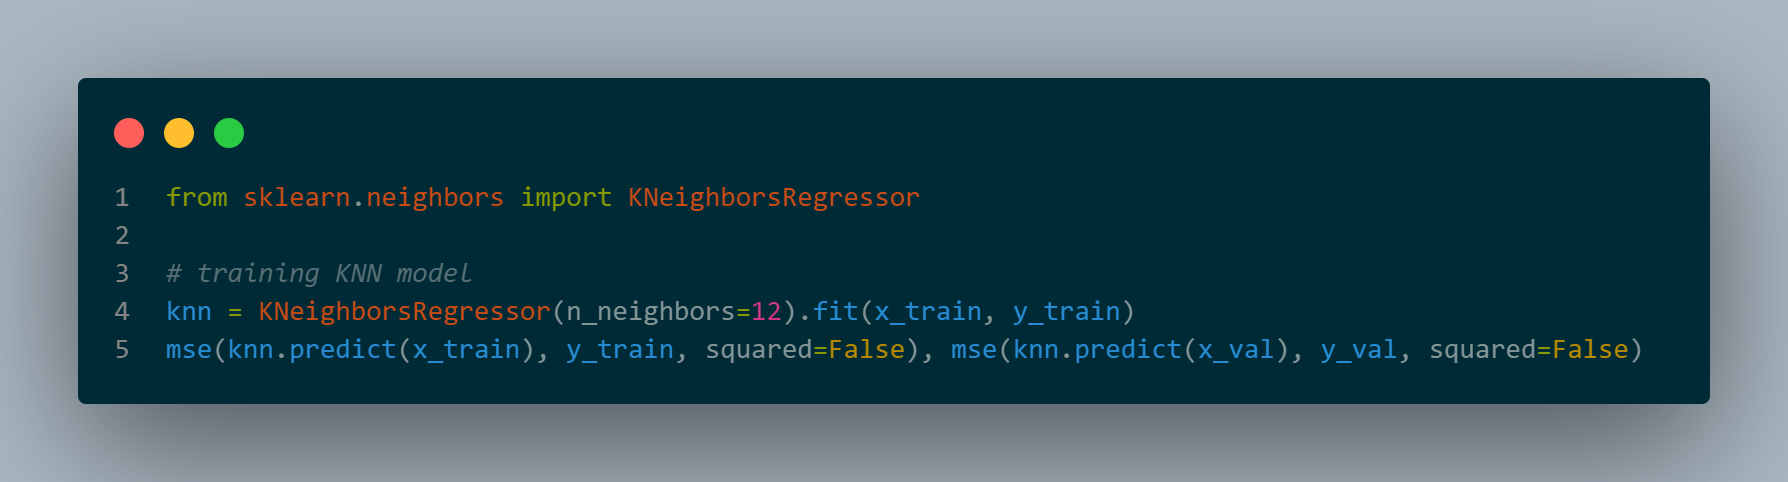 1 from sklearn.neighbors import KNeighborsRegressor
2
3 # training KNN model
4 knn = KNeighborsRegressor(n_neighbors=12).fit(x_train, y_train)
5 mse(knn.predict(x_train), y_train, squared=False), mse(knn.predict(x_val), y_val, squared=False)